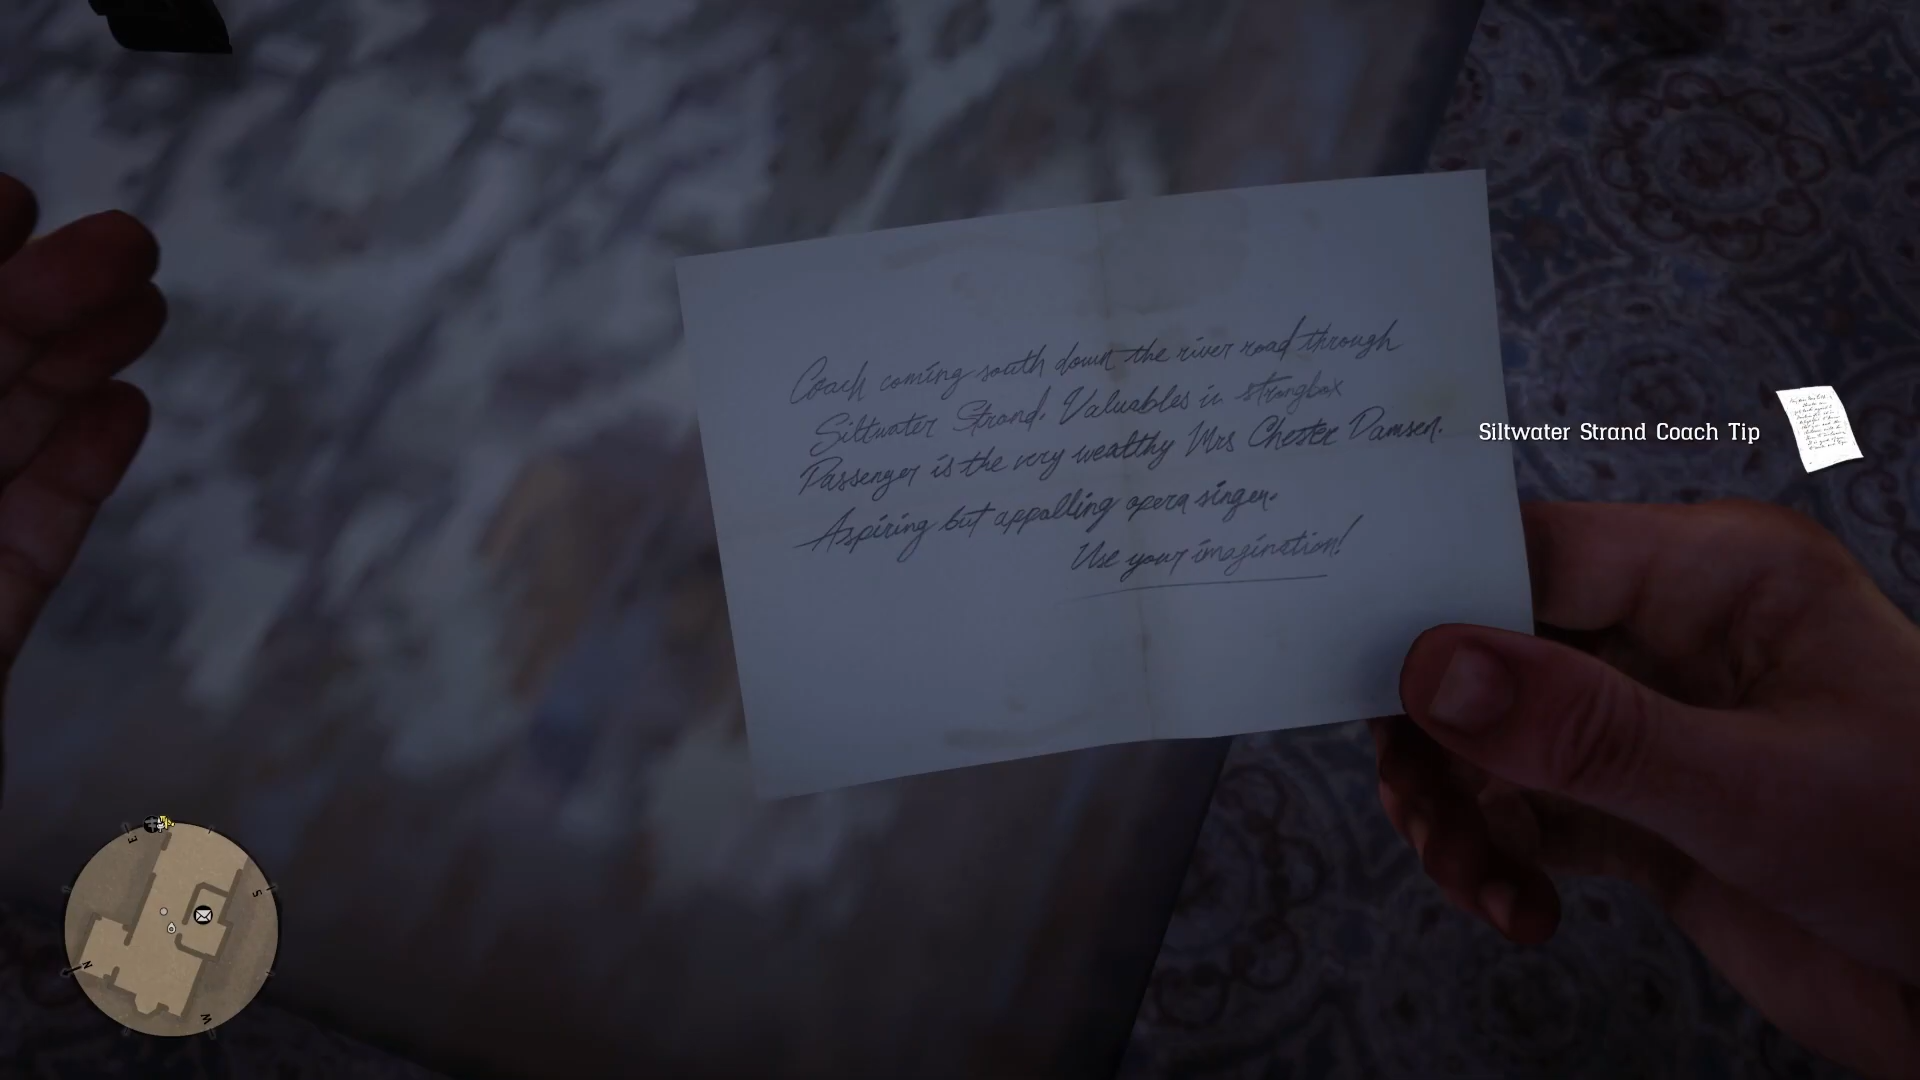 Coach coming south down the river road through
Siltwater Strand. Valuables in strongbox
Passenger is the very wealthy Mrs Chester Damsen.
Aspiring but appalling opera singer.
Use your imagination!
Siltwater Strand Coach Tip
E
S
N
W